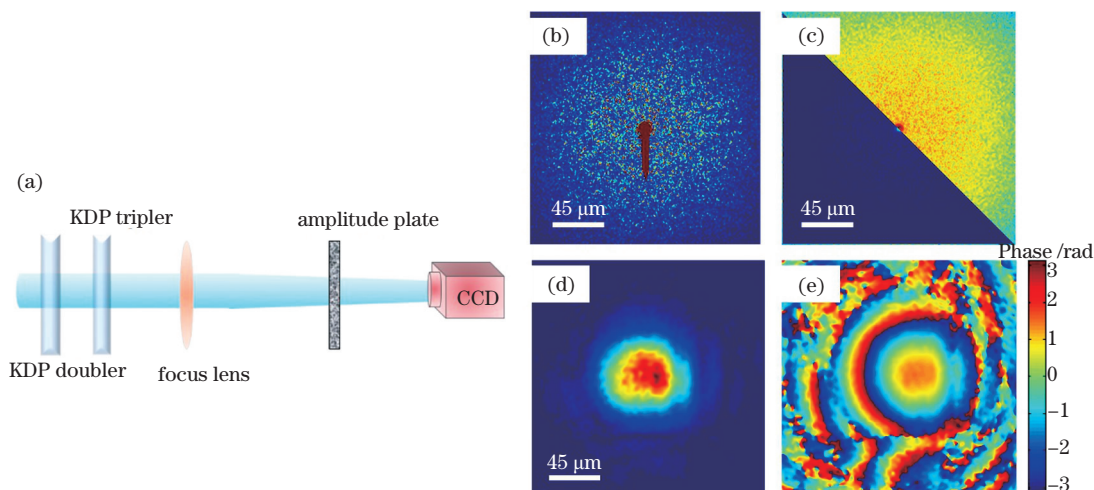 (a)
KDP tripler
amplitude plate
CCD
KDP doubler
focus lens
(b)
45 μm
(c)
45 μm
(d)
45 μm
(e)
Phase /rad
3
2
1
0
–1
–2
–3